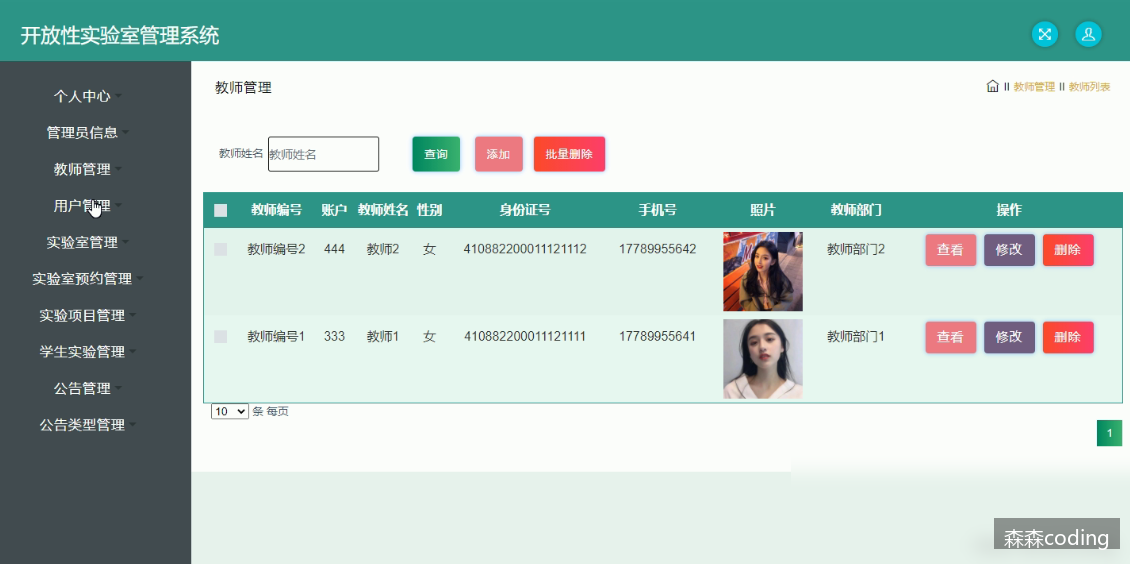 开放性实验室管理系统
个人中心
管理员信息
教师管理
用户管理
实验室管理
实验室预约管理
实验项目管理
学生实验管理
公告管理
公告类型管理
教师管理
教师管理 教师列表
教师姓名 教师姓名 查询 添加 批量删除
教师编号 账户 教师姓名 性别 身份证号 手机号 照片 教师部门 操作
教师编号2 444 教师2 女 410882200011121112 17789955642 教师部门2 查看 修改 删除
教师编号1 333 教师1 女 410882200011121111 17789955641 教师部门1 查看 修改 删除
10 条 每页
1
森森coding